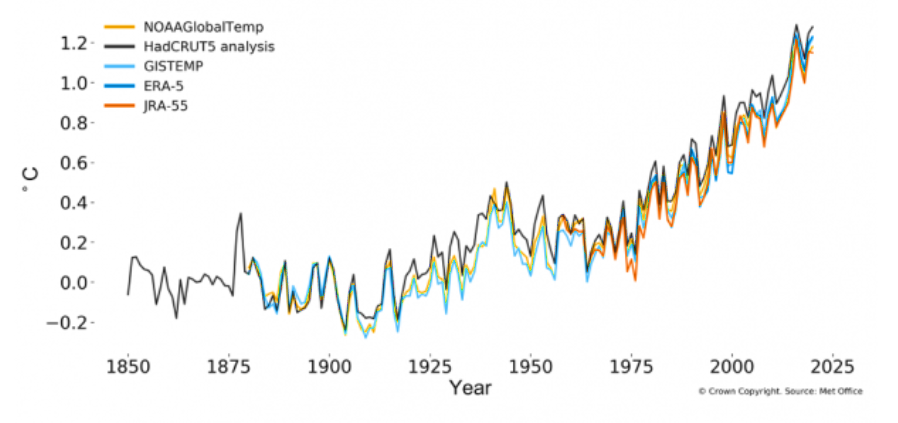 NOAAGlobalTemp
HadCRUT5 analysis
GISTEMP
ERA-5
JRA-55
1.2
1.0
0.8
0.6
0.4
0.2
0.0
−0.2
°C
1850 1875 1900 1925 1950 1975 2000 2025
Year
© Crown Copyright. Source: Met Office